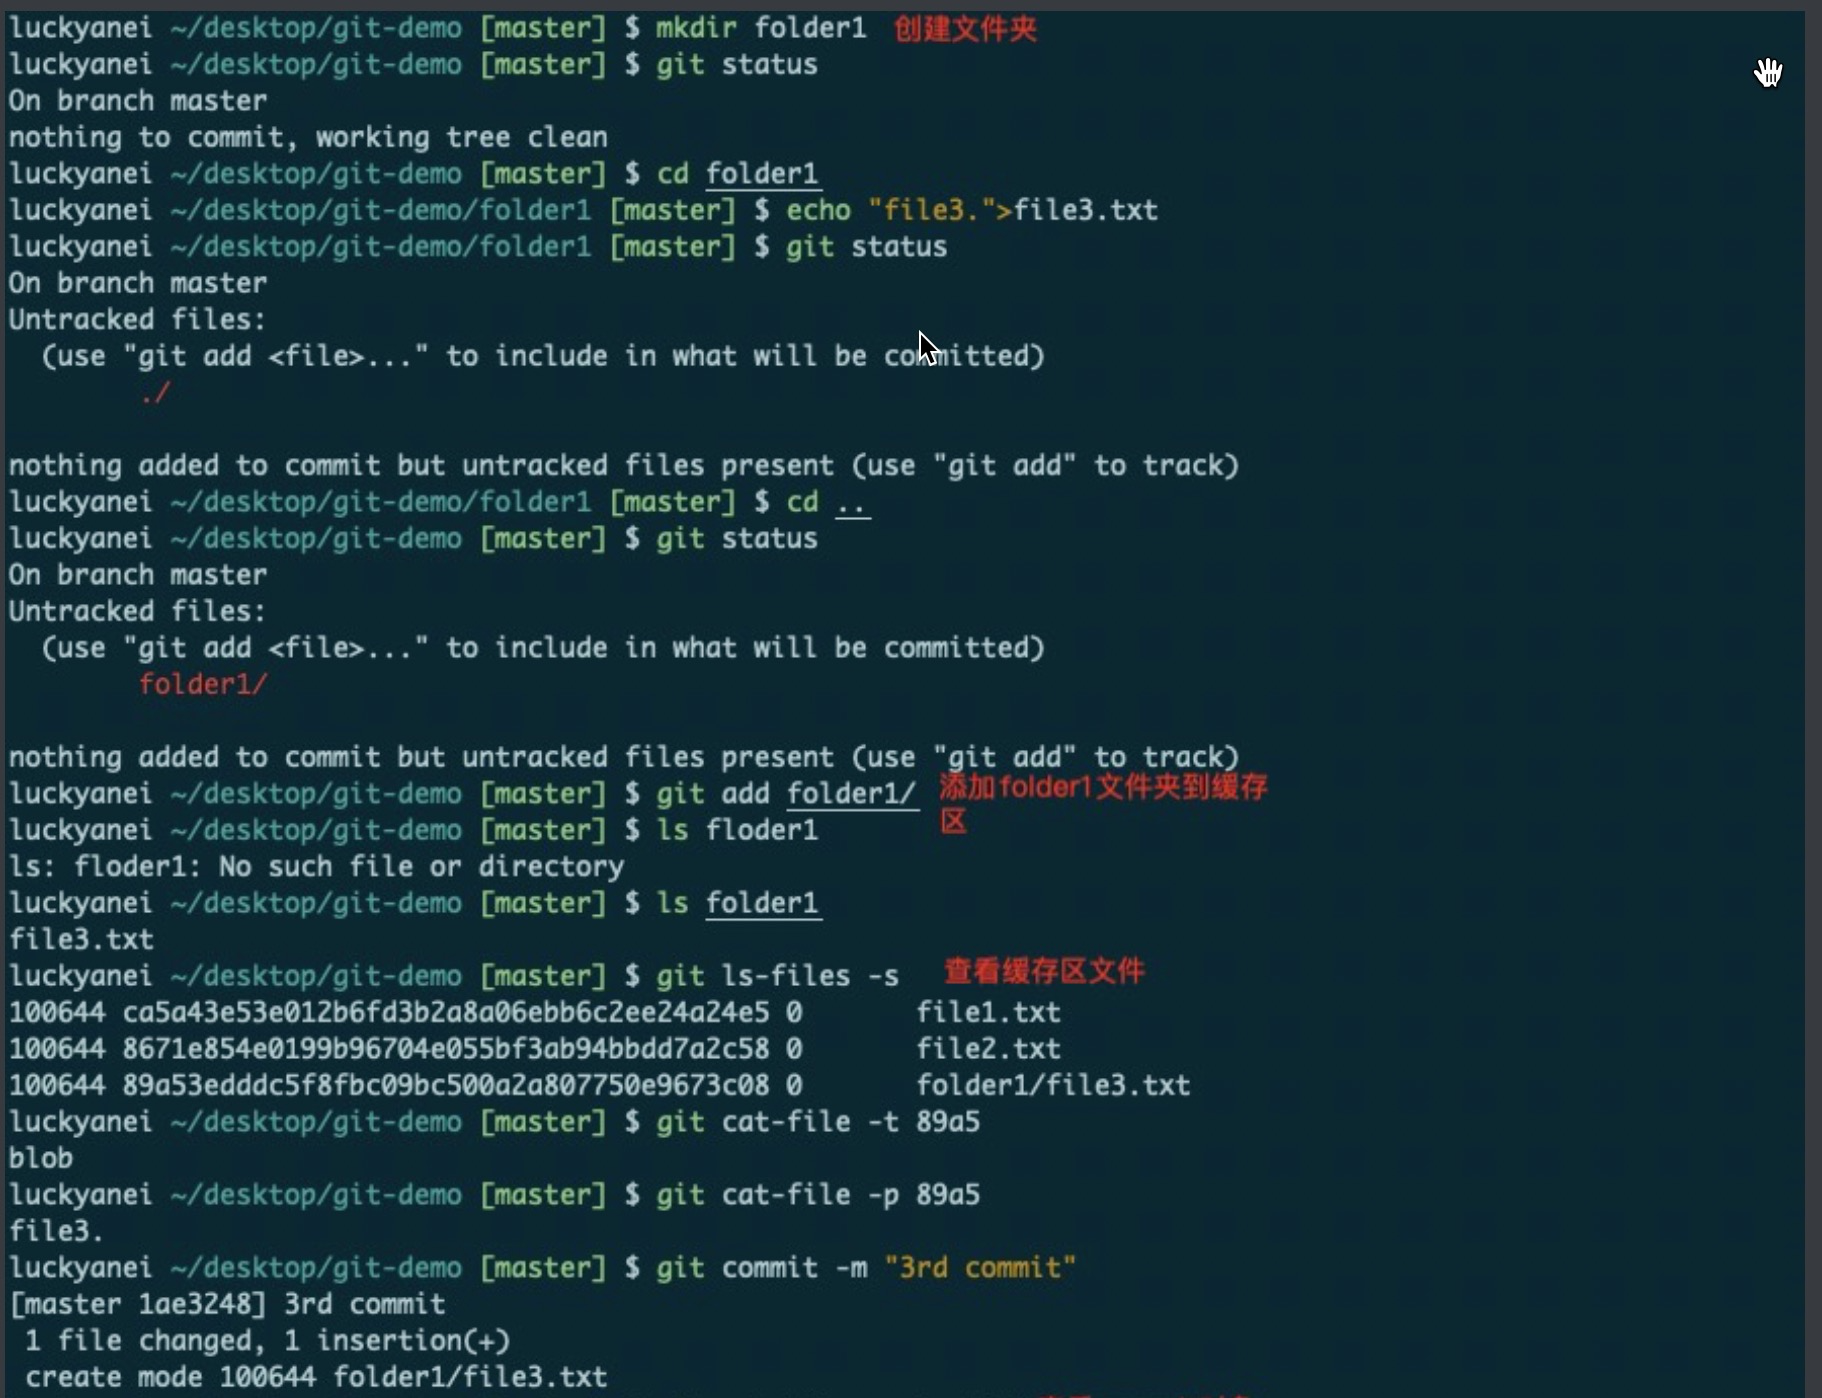 luckyanei ~/desktop/git-demo [master] $ mkdir folder1 创建文件夹
luckyanei ~/desktop/git-demo [master] $ git status
On branch master
nothing to commit, working tree clean
luckyanei ~/desktop/git-demo [master] $ cd folder1
luckyanei ~/desktop/git-demo/folder1 [master] $ echo "file3.">file3.txt
luckyanei ~/desktop/git-demo/folder1 [master] $ git status
On branch master
Untracked files:
(use "git add <file>..." to include in what will be committed)
./
nothing added to commit but untracked files present (use "git add" to track)
luckyanei ~/desktop/git-demo/folder1 [master] $ cd ..
luckyanei ~/desktop/git-demo [master] $ git status
On branch master
Untracked files:
(use "git add <file>..." to include in what will be committed)
folder1/
nothing added to commit but untracked files present (use "git add" to track)
luckyanei ~/desktop/git-demo [master] $ git add folder1/ 添加folder1文件夹到缓存
区
luckyanei ~/desktop/git-demo [master] $ ls floder1
ls: floder1: No such file or directory
luckyanei ~/desktop/git-demo [master] $ ls folder1
file3.txt
luckyanei ~/desktop/git-demo [master] $ git ls-files -s 查看缓存区文件
100644 ca5a43e53e012b6fd3b2a8a06ebb6c2ee24a24e5 0 file1.txt
100644 8671e854e0199b96704e055bf3ab94bbdd7a2c58 0 file2.txt
100644 89a53edddc5f8fbc09bc500a2a807750e9673c08 0 folder1/file3.txt
luckyanei ~/desktop/git-demo [master] $ git cat-file -t 89a5
blob
luckyanei ~/desktop/git-demo [master] $ git cat-file -p 89a5
file3.
luckyanei ~/desktop/git-demo [master] $ git commit -m "3rd commit"
[master 1ae3248] 3rd commit
1 file changed, 1 insertion(+)
create mode 100644 folder1/file3.txt